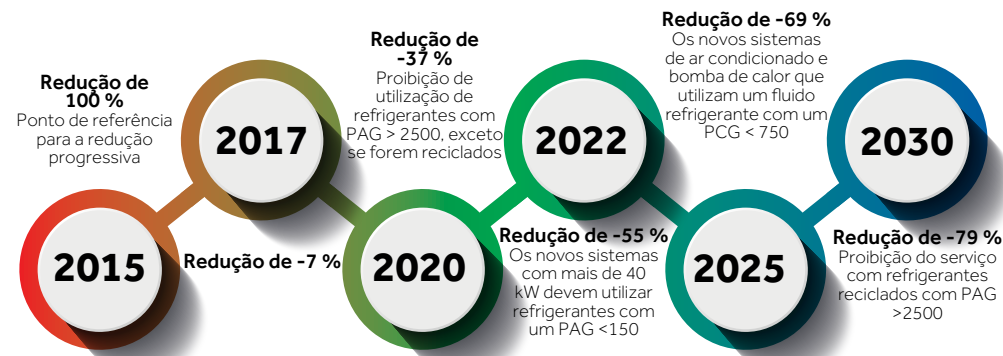 Redução de
100 %
Ponto de referência
para a redução
progressiva
2015
2017
Redução de -7 %
Redução de
-37 %
Proibição de
utilização de
refrigerantes com
PAG > 2500, exceto
se forem reciclados
2020
2022
Redução de -55 %
Os novos sistemas
com mais de 40
kW devem utilizar
refrigerantes com
um PAG <150
Redução de -69 %
Os novos sistemas
de ar condicionado e
bomba de calor que
utilizam um fluido
refrigerante com um
PCG < 750
2025
2030
Redução de -79 %
Proibição do serviço
com refrigerantes
reciclados com PAG
>2500